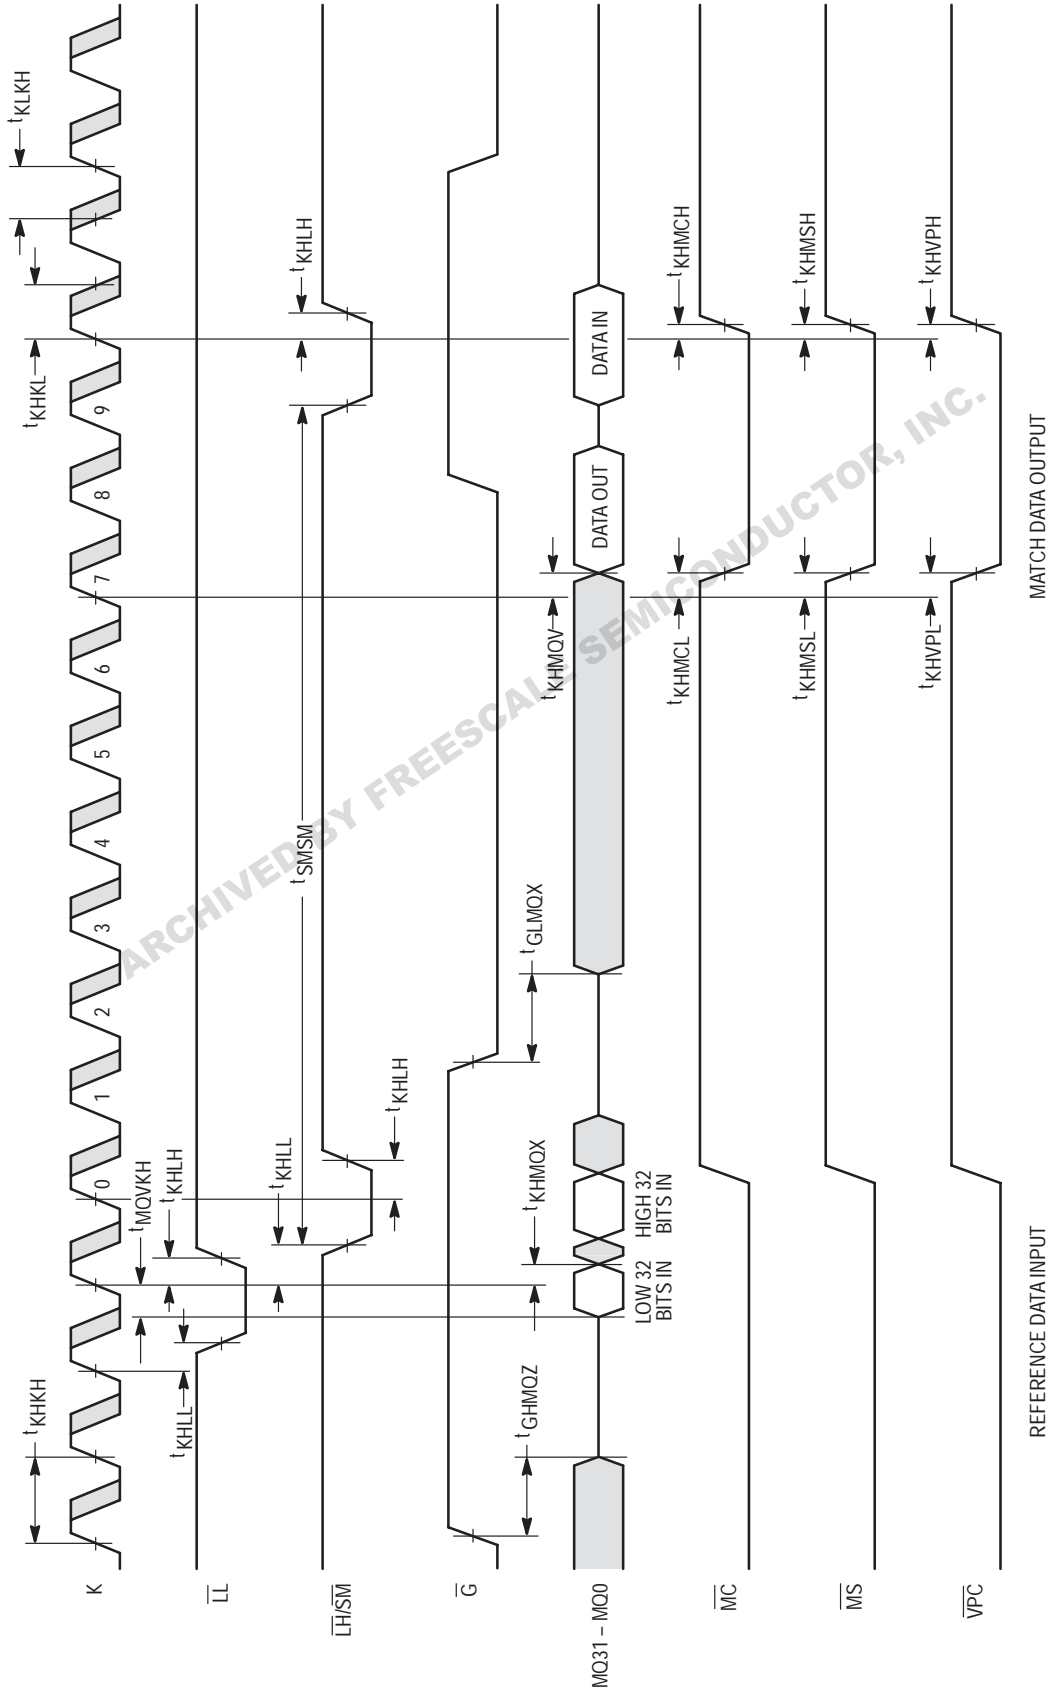 K
tKHKH
tMQVKH
0
1
2
3
4
5
6
7
8
9
tKHKL
tKLKH
LL
tKHLL
tKHLH
LH/SM
tKHLL
tKHLH
tSMSM
tKHLH
G
tGHMQZ
tKHMQX
tGLMQX
tKHMQV
MQ31 – MQ0
LOW 32
BITS IN
HIGH 32
BITS IN
DATA OUT
DATA IN
MC
tKHMCL
tKHMCH
MS
tKHMSL
tKHMSH
VPC
tKHVPL
tKHVPH
REFERENCE DATA INPUT
MATCH DATA OUTPUT
ARCHIVED BY FREESCALE SEMICONDUCTOR, INC.